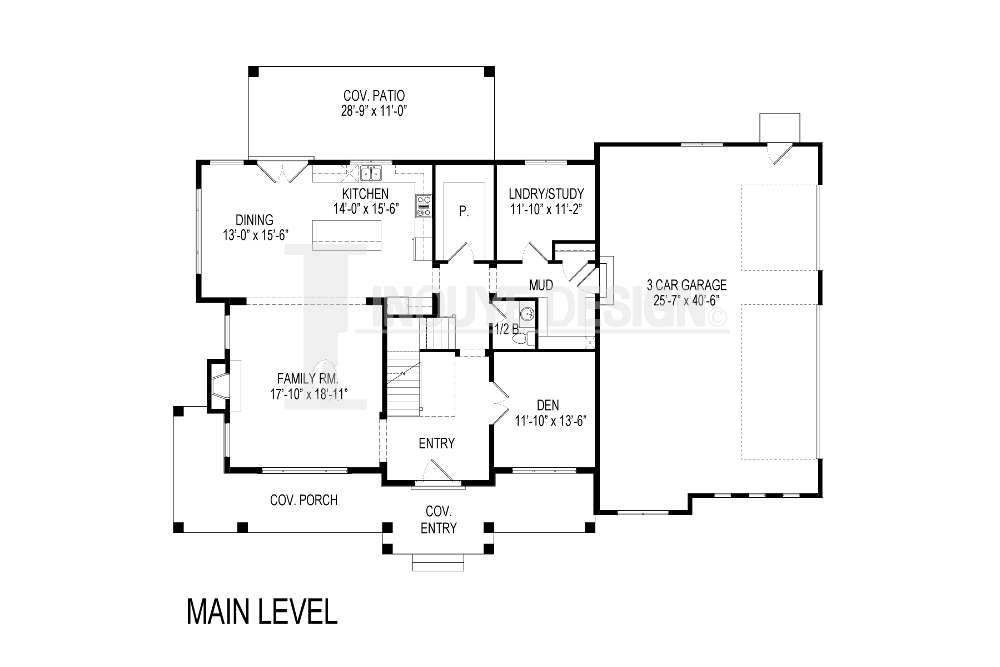 COV. PATIO
28'-9" x 11'-0"
KITCHEN
14'-0" x 15'-6"
LNDRY/STUDY
11'-10" x 11'-2"
P.
DINING
13'-0" x 15'-6"
MUD
3 CAR GARAGE
25'-7" x 40'-6"
INOUYE DESIGN©
1/2 B.
FAMILY RM.
17'-10" x 18'-11"
DEN
11'-10" x 13'-6"
ENTRY
COV. PORCH
COV.
ENTRY
MAIN LEVEL